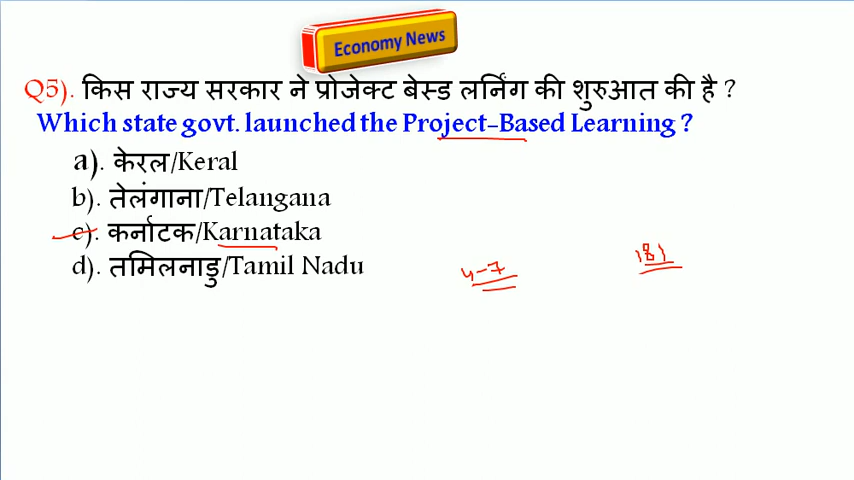 Economy News
Q5). किस राज्य सरकार ने प्रोजेक्ट बेस्ड लर्निंग की शुरुआत की है ?
Which state govt. launched the Project-Based Learning ?
a). केरल/Keral
b). तेलंगाना/Telangana
c). कर्नाटक/Karnataka
d). तमिलनाडु/Tamil Nadu
4-7 181